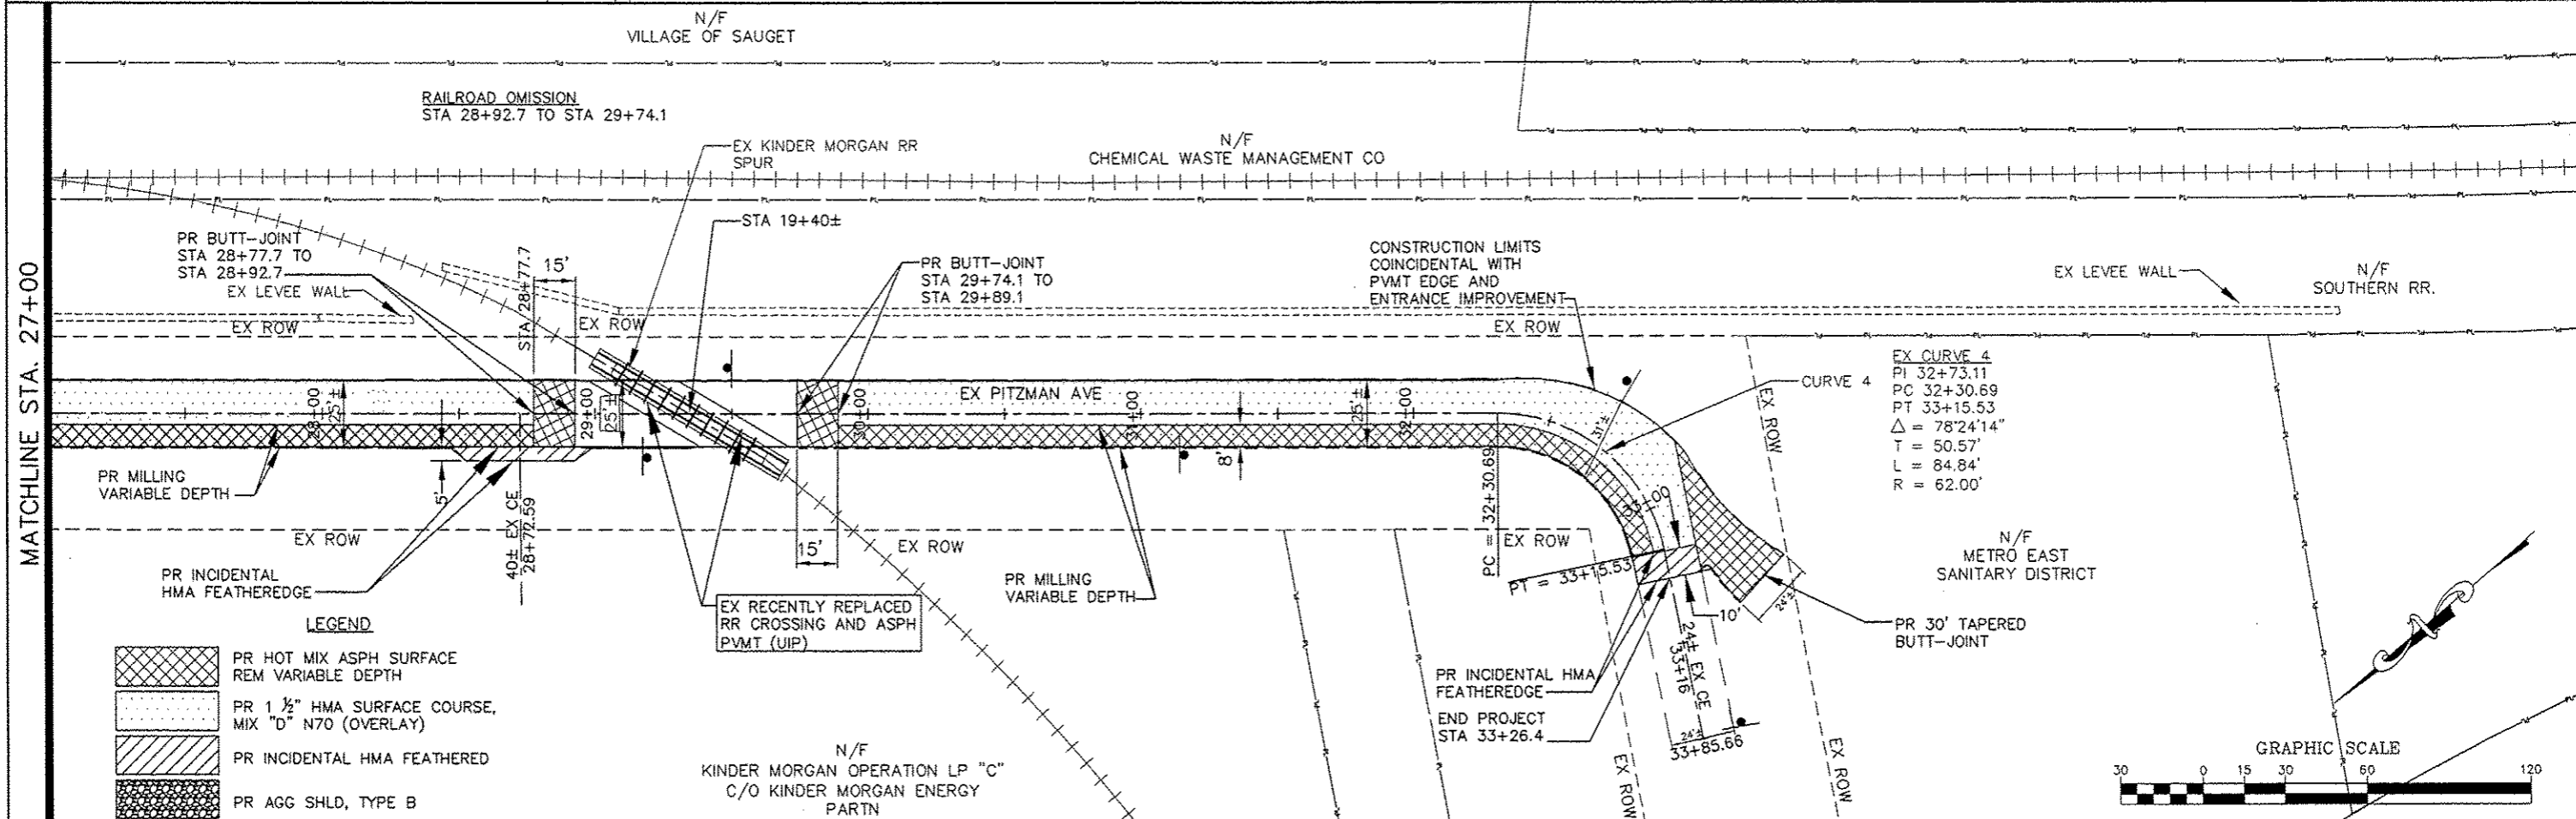 N/F
VILLAGE OF SAUGET
RAILROAD OMISSION
STA 28+92.7 TO STA 29+74.1
EX KINDER MORGAN RR
SPUR
N/F
CHEMICAL WASTE MANAGEMENT CO
STA 19+40±
PR BUTT-JOINT
STA 28+77.7 TO
STA 28+92.7
EX LEVEE WALL
EX ROW
STA 28+77.7
15'
EX ROW
PR BUTT-JOINT
STA 29+74.1 TO
STA 29+89.1
CONSTRUCTION LIMITS
COINCIDENTAL WITH
PVMT EDGE AND
ENTRANCE IMPROVEMENT
EX ROW
EX LEVEE WALL
N/F
SOUTHERN RR.
MATCHLINE STA. 27+00
28+00
25'±
29+00
25'±
30+00
EX PITZMAN AVE
31+00
25'±
32+00
31'±
33+00
CURVE 4
EX ROW
EX CURVE 4
PI 32+73.11
PC 32+30.69
PT 33+15.53
△ = 78°24'14"
T = 50.57'
L = 84.84'
R = 62.00'
PR MILLING
VARIABLE DEPTH
5'
8'
40± EX CE
28+72.59
EX ROW
15'
EX ROW
PC = 32+30.69
EX ROW
PT = 33+15.53
N/F
METRO EAST
SANITARY DISTRICT
PR INCIDENTAL
HMA FEATHEREDGE
EX RECENTLY REPLACED
RR CROSSING AND ASPH
PVMT (UIP)
PR MILLING
VARIABLE DEPTH
10'
24'±
PR 30' TAPERED
BUTT-JOINT
PR INCIDENTAL HMA
FEATHEREDGE
END PROJECT
STA 33+26.4
24± EX CE
33+16
24'±
33+85.66
EX ROW
EX ROW
LEGEND
PR HOT MIX ASPH SURFACE
REM VARIABLE DEPTH
PR 1 ½" HMA SURFACE COURSE,
MIX "D" N70 (OVERLAY)
PR INCIDENTAL HMA FEATHERED
PR AGG SHLD, TYPE B
N/F
KINDER MORGAN OPERATION LP "C"
C/O KINDER MORGAN ENERGY
PARTN
N
GRAPHIC SCALE
30 0 15 30 60 120